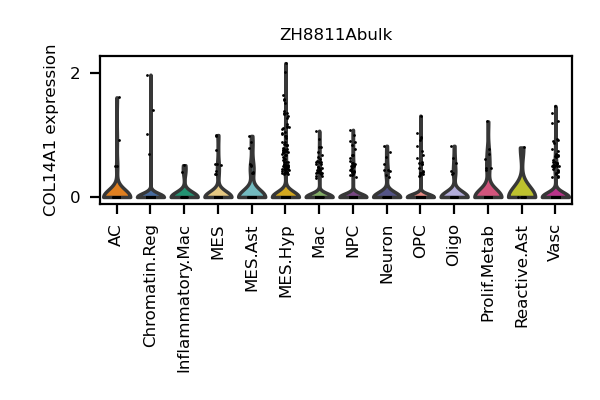 ZH8811Abulk
COL14A1 expression
2
0
AC
Chromatin.Reg
Inflammatory.Mac
MES
MES.Ast
MES.Hyp
Mac
NPC
Neuron
OPC
Oligo
Prolif.Metab
Reactive.Ast
Vasc